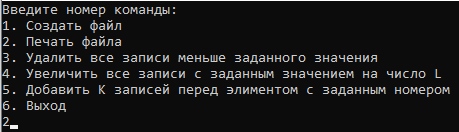 Введите номер команды:
1. Создать файл
2. Печать файла
3. Удалить все записи меньше заданного значения
4. Увеличить все записи с заданным значением на число L
5. Добавить K записей перед элиментом с заданным номером
6. Выход
2